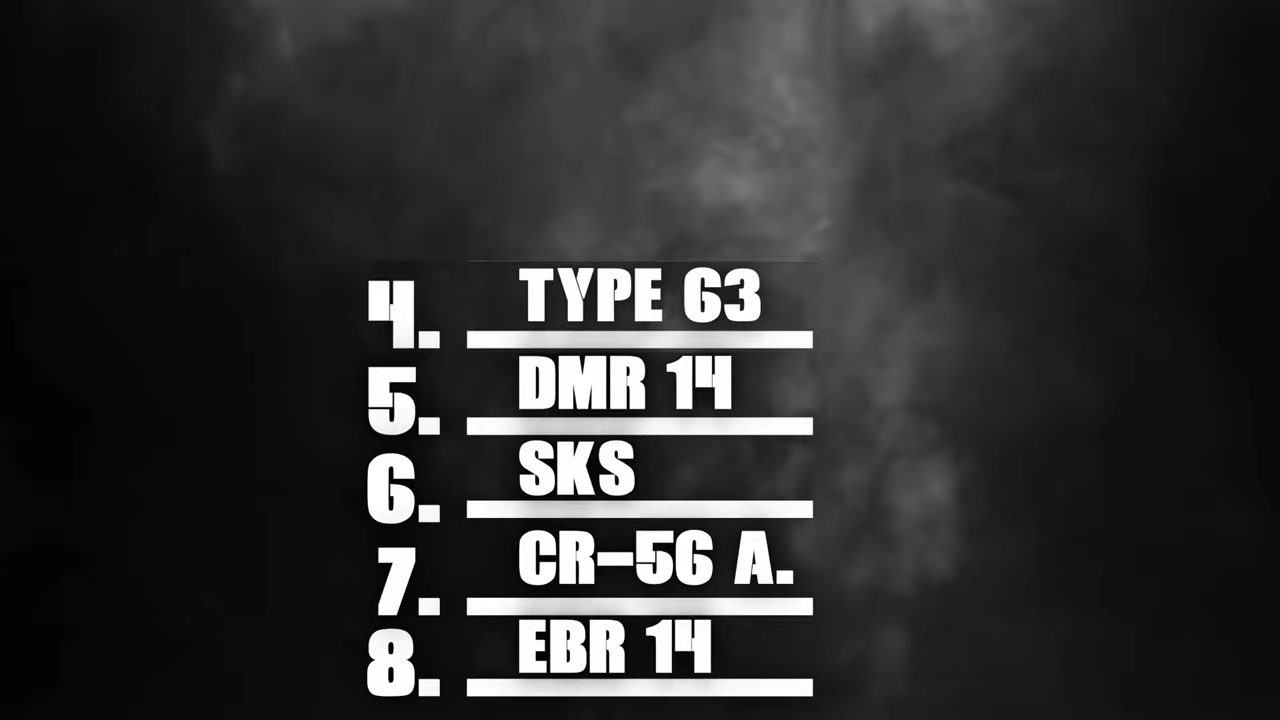 4. TYPE 63
5. DMR 14
6. SKS
7. CR-56 A.
8. EBR 14